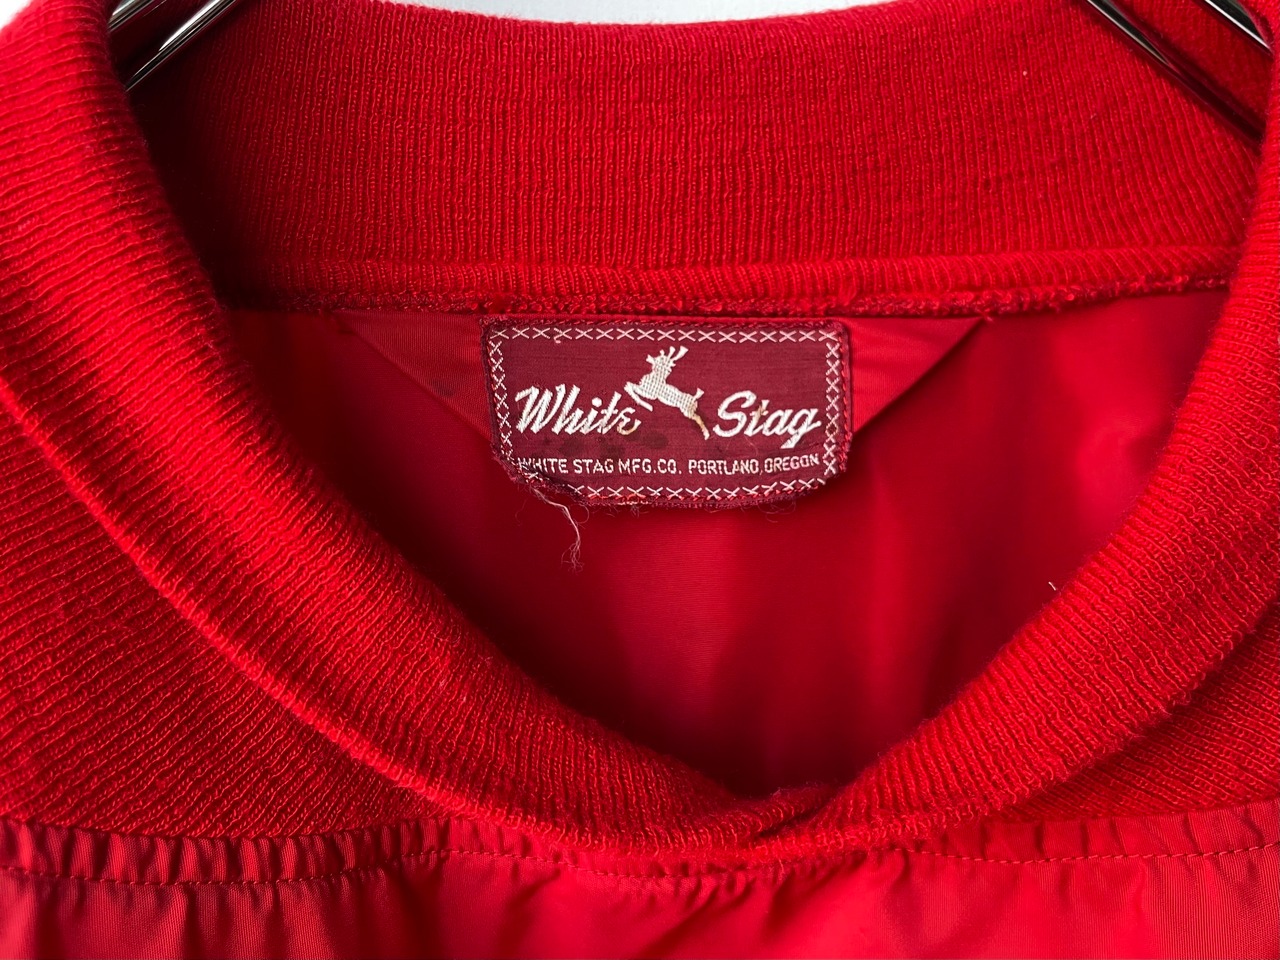 White Stag
WHITE STAG MFG.CO. PORTLAND, OREGON